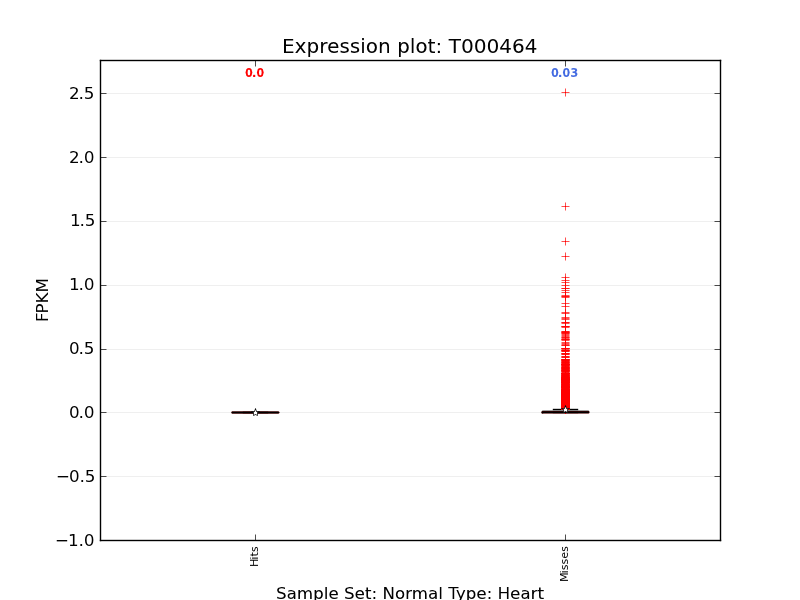 Expression plot: T000464
0.0
0.03
2.5
2.0
1.5
1.0
0.5
0.0
−0.5
−1.0
FPKM
Hits
Misses
Sample Set: Normal Type: Heart